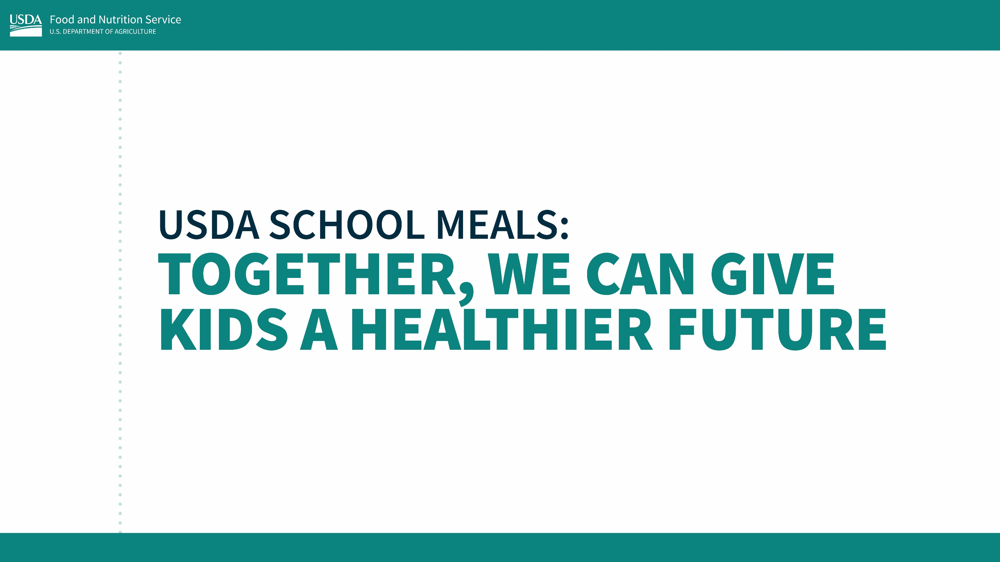 USDA Food and Nutrition Service
U.S. DEPARTMENT OF AGRICULTURE
USDA SCHOOL MEALS:
TOGETHER, WE CAN GIVE
KIDS A HEALTHIER FUTURE